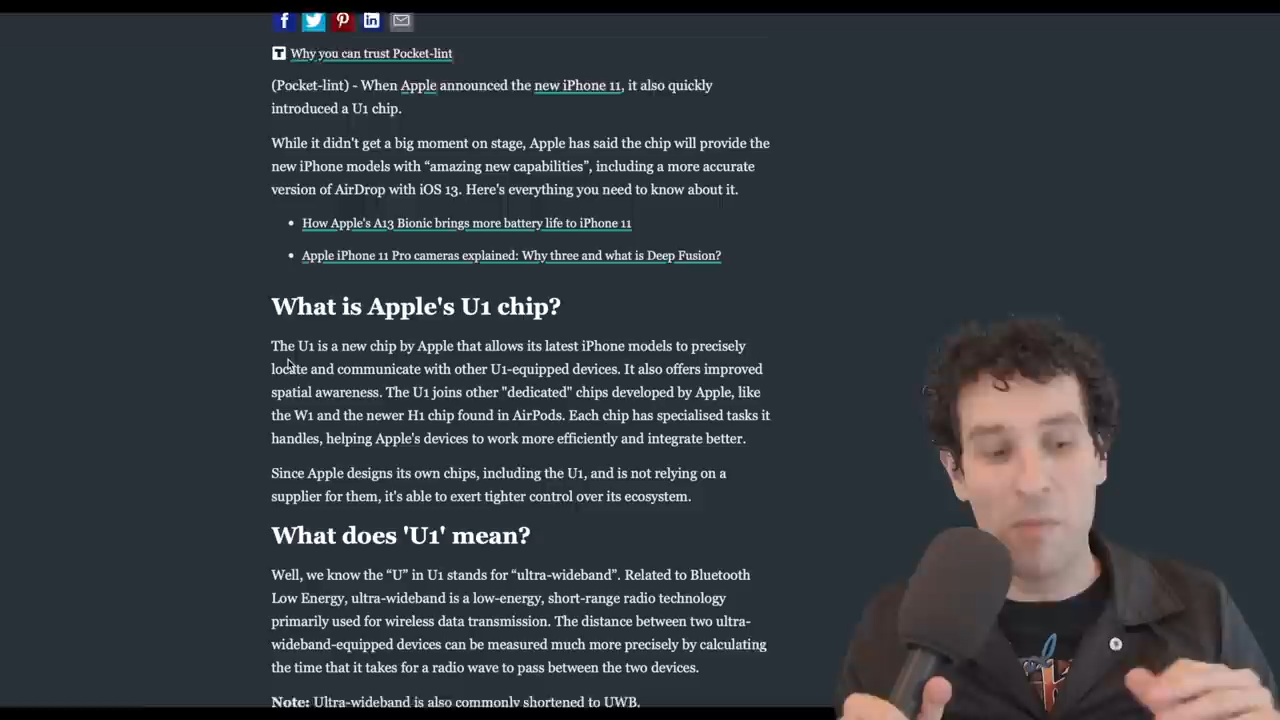 Why you can trust Pocket-lint
(Pocket-lint) - When Apple announced the new iPhone 11, it also quickly
introduced a U1 chip.
While it didn't get a big moment on stage, Apple has said the chip will provide the
new iPhone models with “amazing new capabilities”, including a more accurate
version of AirDrop with iOS 13. Here's everything you need to know about it.
• How Apple's A13 Bionic brings more battery life to iPhone 11
• Apple iPhone 11 Pro cameras explained: Why three and what is Deep Fusion?
What is Apple's U1 chip?
The U1 is a new chip by Apple that allows its latest iPhone models to precisely
locate and communicate with other U1-equipped devices. It also offers improved
spatial awareness. The U1 joins other "dedicated" chips developed by Apple, like
the W1 and the newer H1 chip found in AirPods. Each chip has specialised tasks it
handles, helping Apple's devices to work more efficiently and integrate better.
Since Apple designs its own chips, including the U1, and is not relying on a
supplier for them, it's able to exert tighter control over its ecosystem.
What does 'U1' mean?
Well, we know the “U” in U1 stands for “ultra-wideband”. Related to Bluetooth
Low Energy, ultra-wideband is a low-energy, short-range radio technology
primarily used for wireless data transmission. The distance between two ultra-
wideband-equipped devices can be measured much more precisely by calculating
the time that it takes for a radio wave to pass between the two devices.
Note: Ultra-wideband is also commonly shortened to UWB.